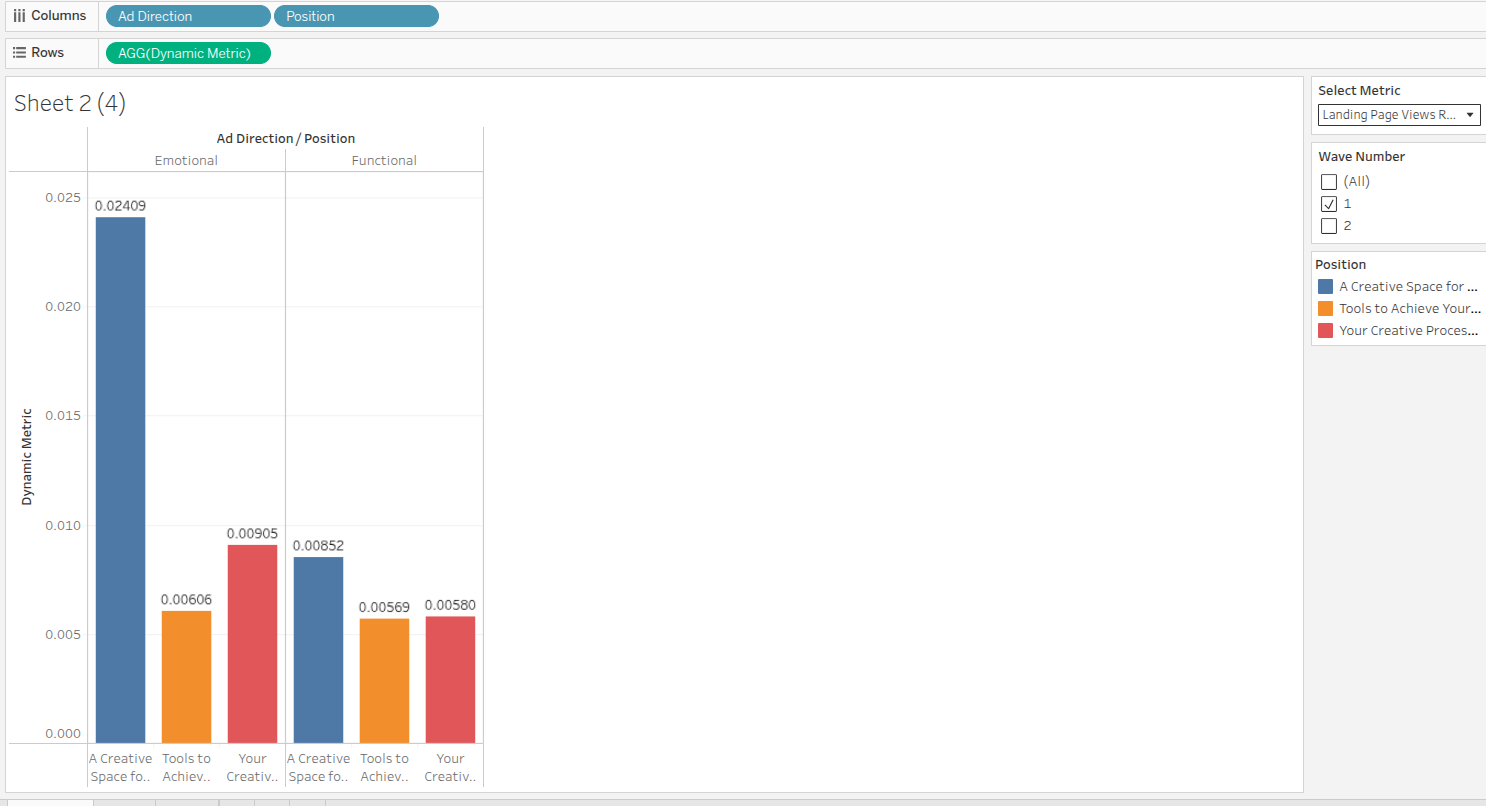 Columns
Ad Direction
Position
Rows
AGG(Dynamic Metric)
Sheet 2 (4)
Ad Direction / Position
Emotional
Functional
Dynamic Metric
0.025
0.020
0.015
0.010
0.005
0.000
0.02409
0.00606
0.00905
0.00852
0.00569
0.00580
A Creative
Space fo..
Tools to
Achiev..
Your
Creativ..
A Creative
Space fo..
Tools to
Achiev..
Your
Creativ..
Select Metric
Landing Page Views R...
Wave Number
(All)
1
2
Position
A Creative Space for ...
Tools to Achieve Your...
Your Creative Proces...